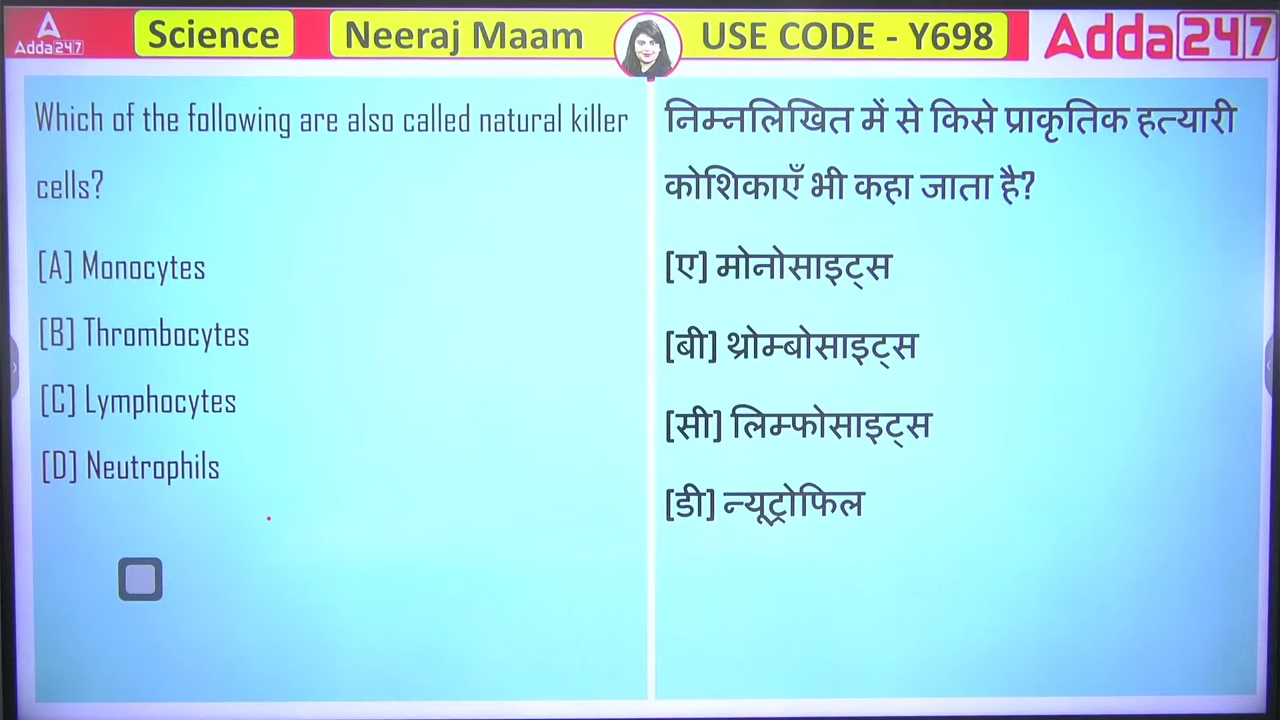 Adda247
Science
Neeraj Maam
USE CODE - Y698
Adda247
Which of the following are also called natural killer
cells?
[A] Monocytes
[B] Thrombocytes
[C] Lymphocytes
[D] Neutrophils
निम्नलिखित में से किसे प्राकृतिक हत्यारी
कोशिकाएँ भी कहा जाता है?
[ए] मोनोसाइट्स
[बी] थ्रोम्बोसाइट्स
[सी] लिम्फोसाइट्स
[डी] न्यूट्रोफिल